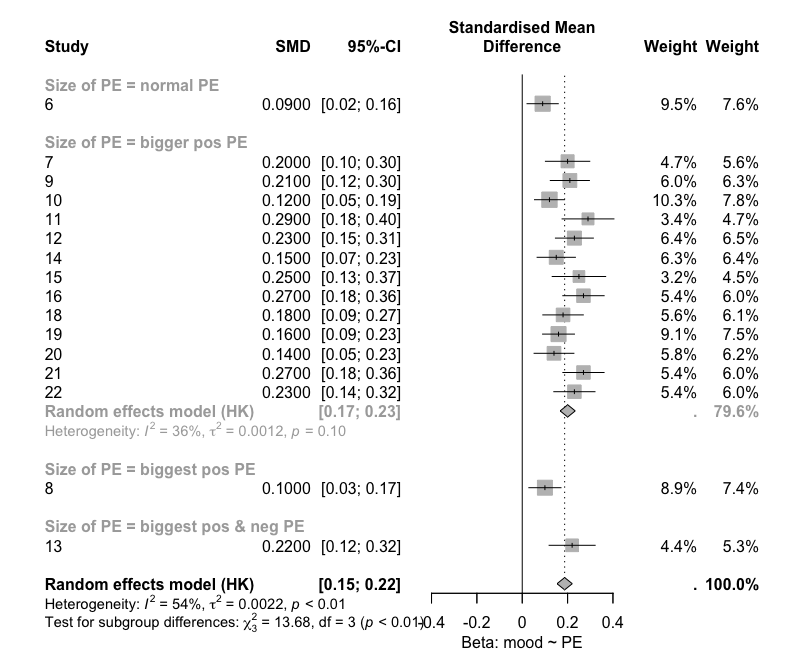 Standardised Mean
Study SMD 95%-CI Difference Weight Weight
Size of PE = normal PE
6 0.0900 [0.02; 0.16] 9.5% 7.6%
Size of PE = bigger pos PE
7 0.2000 [0.10; 0.30] 4.7% 5.6%
9 0.2100 [0.12; 0.30] 6.0% 6.3%
10 0.1200 [0.05; 0.19] 10.3% 7.8%
11 0.2900 [0.18; 0.40] 3.4% 4.7%
12 0.2300 [0.15; 0.31] 6.4% 6.5%
14 0.1500 [0.07; 0.23] 6.3% 6.4%
15 0.2500 [0.13; 0.37] 3.2% 4.5%
16 0.2700 [0.18; 0.36] 5.4% 6.0%
18 0.1800 [0.09; 0.27] 5.6% 6.1%
19 0.1600 [0.09; 0.23] 9.1% 7.5%
20 0.1400 [0.05; 0.23] 5.8% 6.2%
21 0.2700 [0.18; 0.36] 5.4% 6.0%
22 0.2300 [0.14; 0.32] 5.4% 6.0%
Random effects model (HK) [0.17; 0.23] . 79.6%
Heterogeneity: I² = 36%, τ² = 0.0012, p = 0.10
Size of PE = biggest pos PE
8 0.1000 [0.03; 0.17] 8.9% 7.4%
Size of PE = biggest pos & neg PE
13 0.2200 [0.12; 0.32] 4.4% 5.3%
Random effects model (HK) [0.15; 0.22] . 100.0%
Heterogeneity: I² = 54%, τ² = 0.0022, p < 0.01
Test for subgroup differences: χ²₃ = 13.68, df = 3 (p < 0.01) -0.4 -0.2 0 0.2 0.4
Beta: mood ~ PE